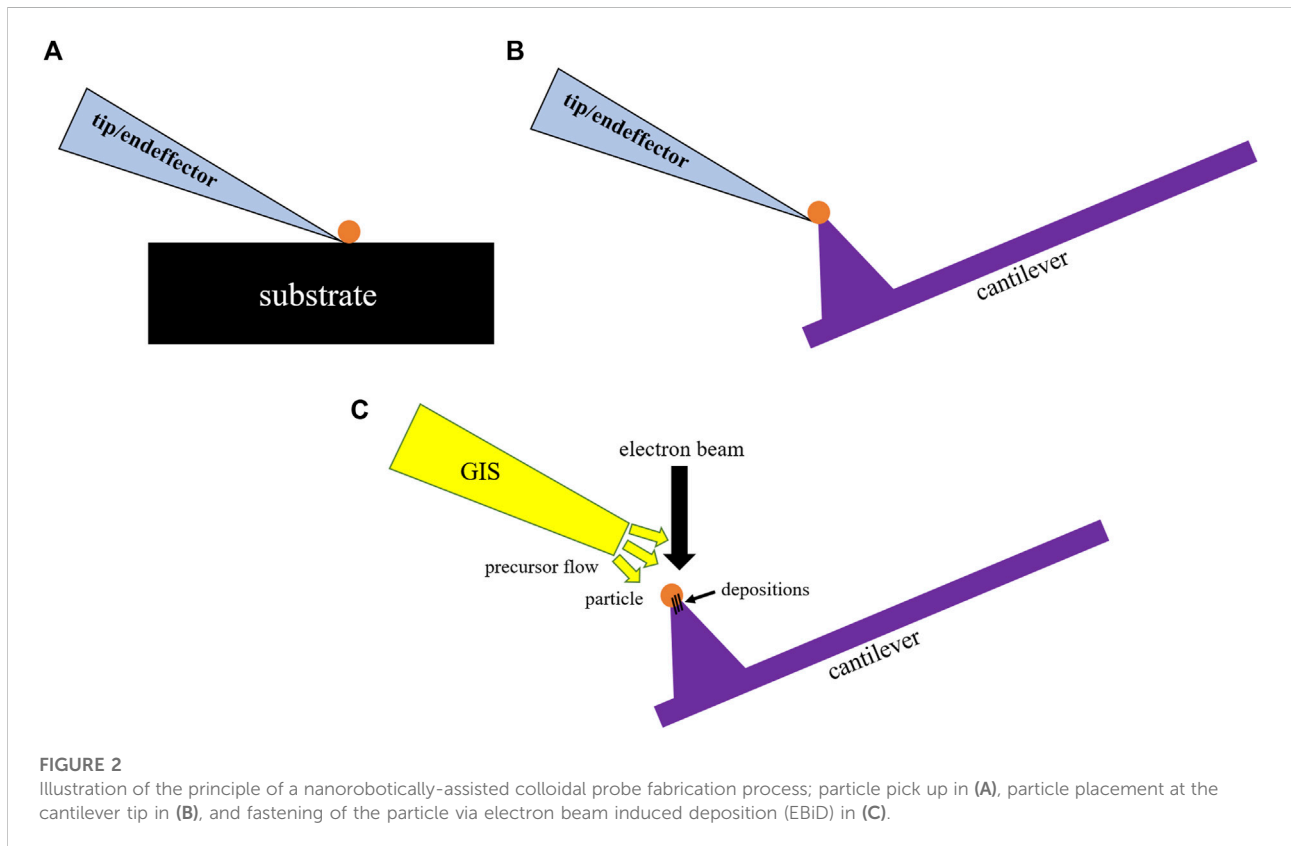 A
tip/endeffector
substrate
B
tip/endeffector
cantilever
C
GIS
electron beam
precursor flow
particle
depositions
cantilever
FIGURE 2
Illustration of the principle of a nanorobotically-assisted colloidal probe fabrication process; particle pick up in (A), particle placement at the
cantilever tip in (B), and fastening of the particle via electron beam induced deposition (EBiD) in (C).